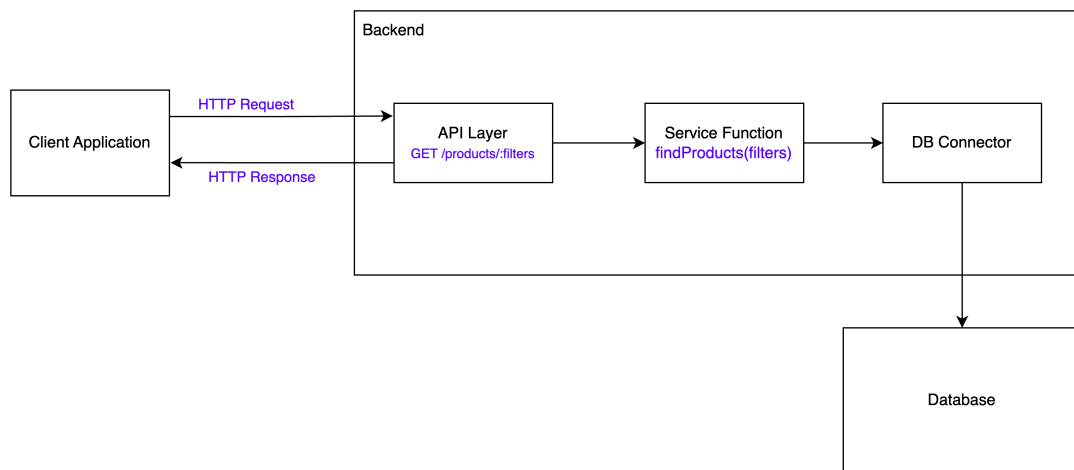 Backend
HTTP Request
Client Application
HTTP Response
API Layer
GET /products/:filters
Service Function
findProducts(filters)
DB Connector
Database